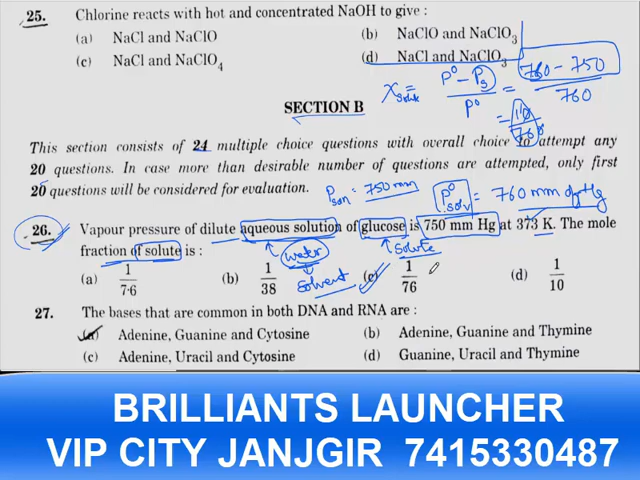 25. Chlorine reacts with hot and concentrated NaOH to give :
(a) NaCl and NaClO (b) NaClO and NaClO3
(c) NaCl and NaClO4 (d) NaCl and NaClO3
Xsolute = P° − Ps / P° = 760 − 750 / 760
= 10 / 760
SECTION B
This section consists of 24 multiple choice questions with overall choice to attempt any
20 questions. In case more than desirable number of questions are attempted, only first
20 questions will be considered for evaluation.
Psoln = 750 mm P°solv = 760 mm of Hg
26. Vapour pressure of dilute aqueous solution of glucose is 750 mm Hg at 373 K. The mole
fraction of solute is :
water solute
solvent
(a) 1/7·6 (b) 1/38 (c) 1/76 (d) 1/10
27. The bases that are common in both DNA and RNA are :
(a) Adenine, Guanine and Cytosine (b) Adenine, Guanine and Thymine
(c) Adenine, Uracil and Cytosine (d) Guanine, Uracil and Thymine
BRILLIANTS LAUNCHER
VIP CITY JANJGIR 7415330487